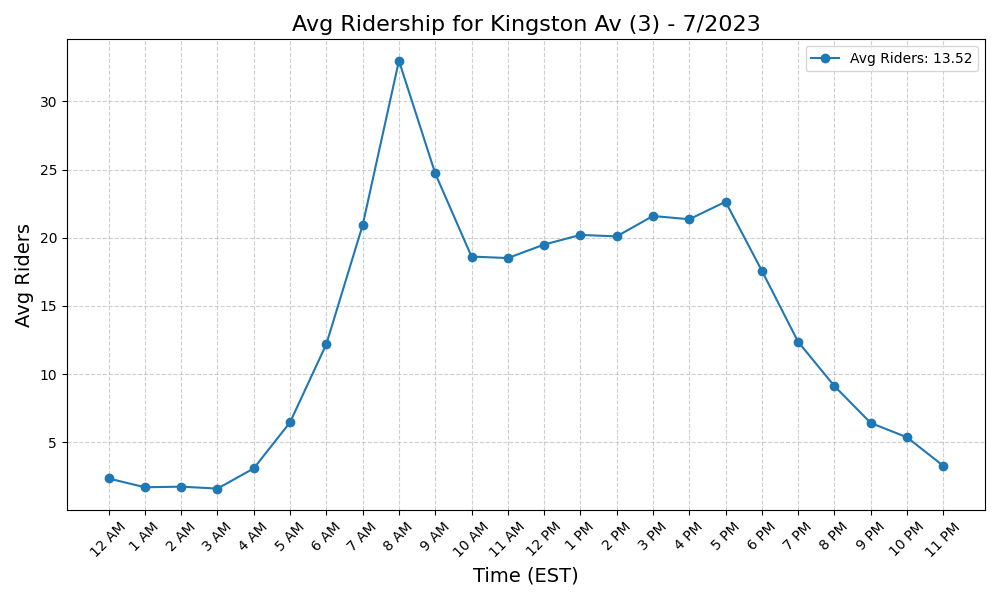 Avg Ridership for Kingston Av (3) - 7/2023
Avg Riders: 13.52
Avg Riders
30
25
20
15
10
5
12 AM
1 AM
2 AM
3 AM
4 AM
5 AM
6 AM
7 AM
8 AM
9 AM
10 AM
11 AM
12 PM
1 PM
2 PM
3 PM
4 PM
5 PM
6 PM
7 PM
8 PM
9 PM
10 PM
11 PM
Time (EST)